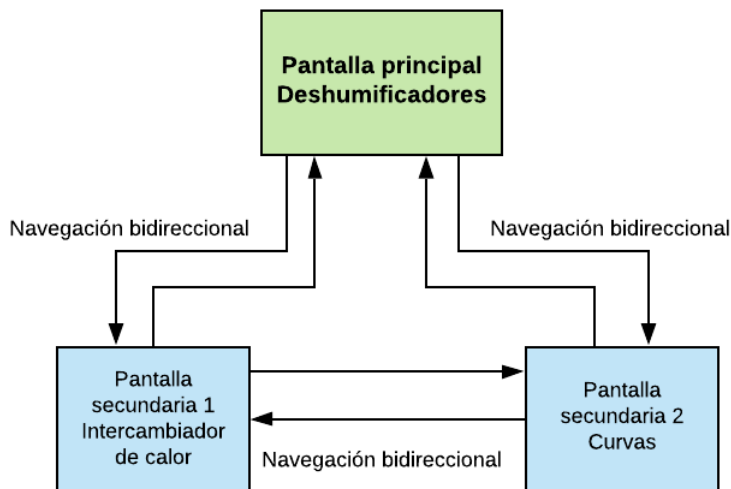 Pantalla principal
Deshumificadores
Navegación bidireccional
Navegación bidireccional
Pantalla
secundaria 1
Intercambiador
de calor
Pantalla
secundaria 2
Curvas
Navegación bidireccional